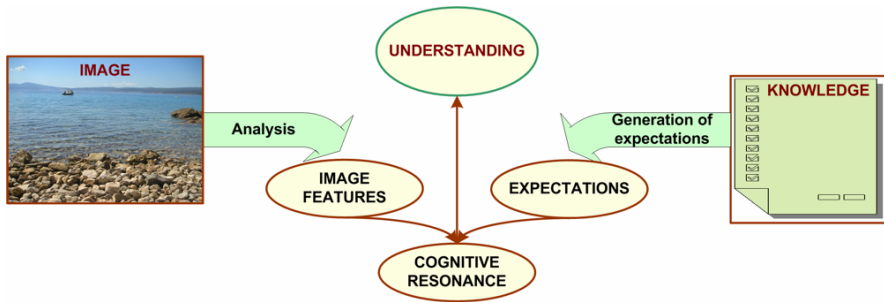 IMAGE
Analysis
IMAGE
FEATURES
UNDERSTANDING
COGNITIVE
RESONANCE
EXPECTATIONS
Generation of
expectations
KNOWLEDGE